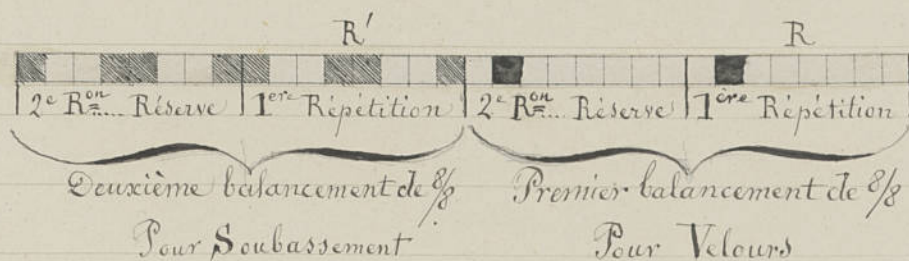 R' R
2e Ron..... Réserve 1ere Répétition 2e Ron.... Réserve 1ère Répétition
Deuxième balancement de 8/8 Premier balancement de 8/8
Pour Soubassement Pour Velours